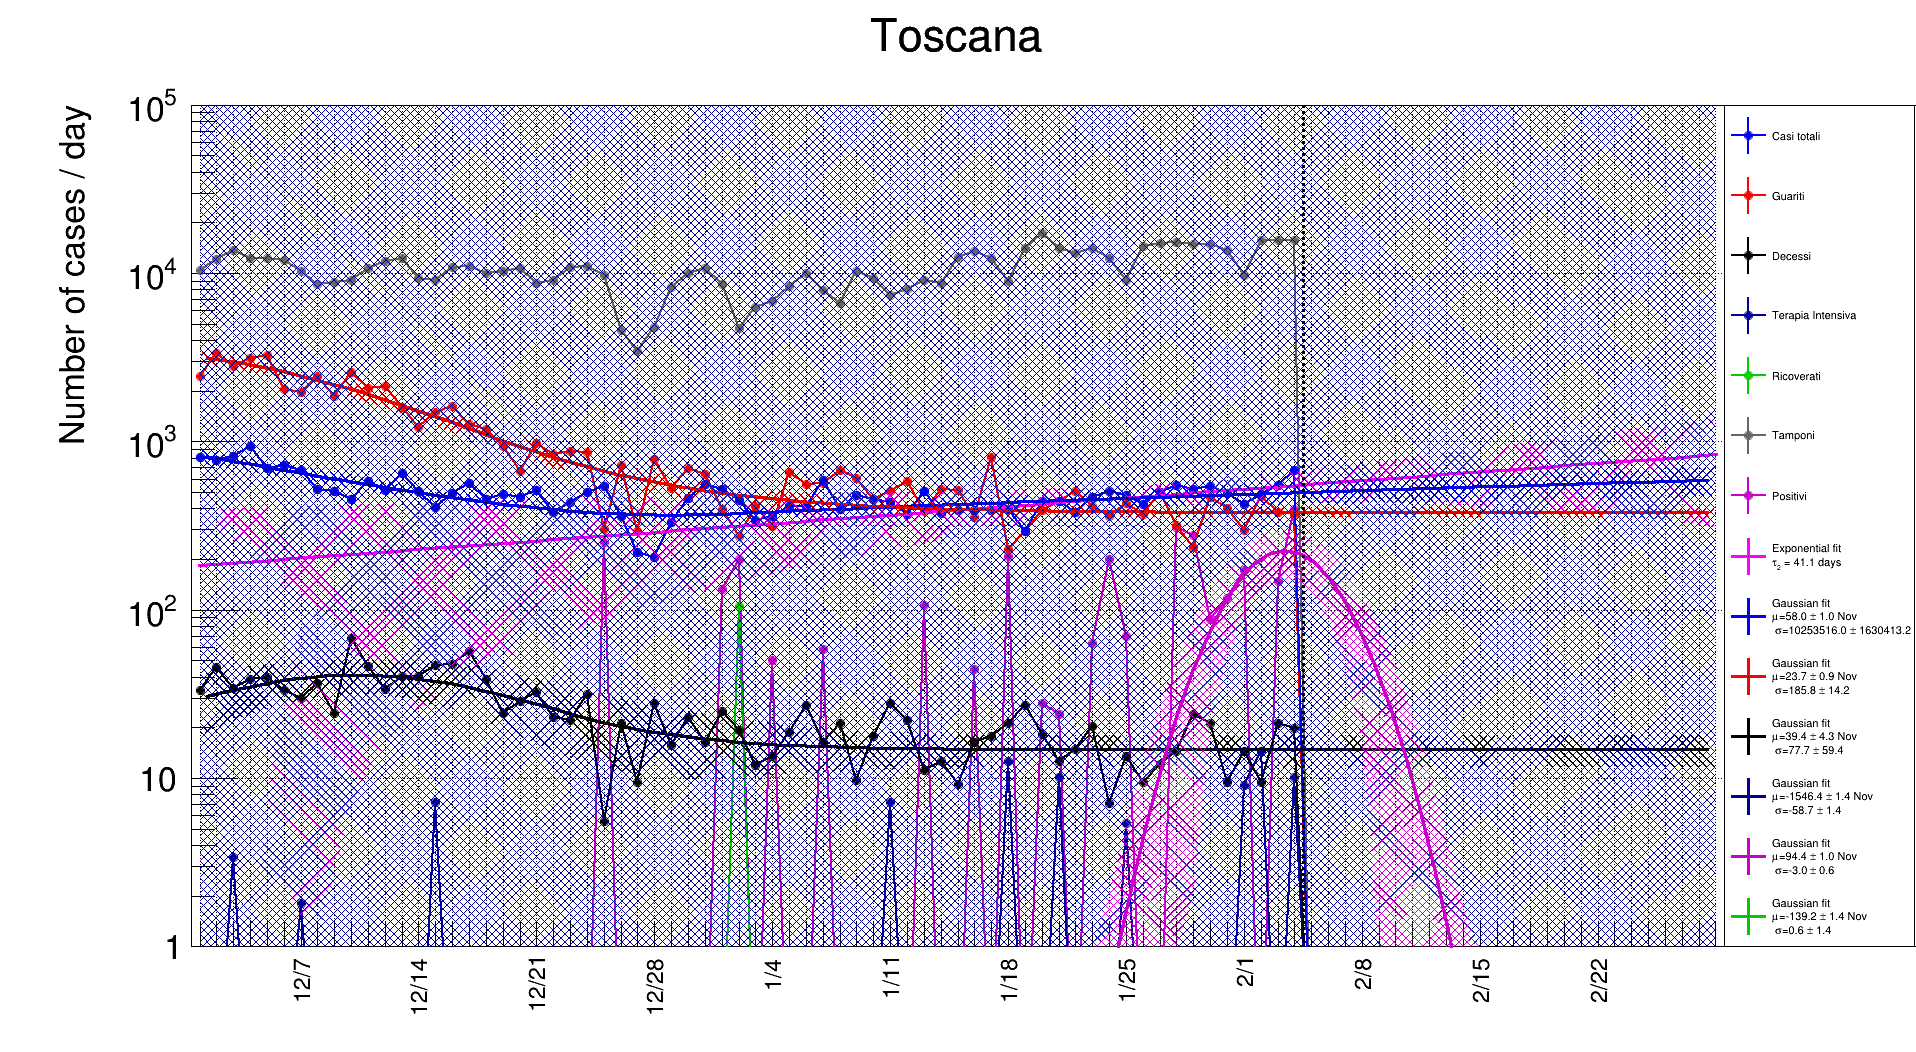 Toscana
Number of cases / day
10^5
10^4
10^3
10^2
10
1
12/7
12/14
12/21
12/28
1/4
1/11
1/18
1/25
2/1
2/8
2/15
2/22
Casi totali
Guariti
Decessi
Terapia Intensiva
Ricoverati
Tamponi
Positivi
Exponential fit
τ₂ = 41.1 days
Gaussian fit
μ=58.0 ± 1.0 Nov
σ=10253516.0 ± 1630413.2
Gaussian fit
μ=23.7 ± 0.9 Nov
σ=185.8 ± 14.2
Gaussian fit
μ=39.4 ± 4.3 Nov
σ=77.7 ± 59.4
Gaussian fit
μ=-1546.4 ± 1.4 Nov
σ=-58.7 ± 1.4
Gaussian fit
μ=94.4 ± 1.0 Nov
σ=-3.0 ± 0.6
Gaussian fit
μ=-139.2 ± 1.4 Nov
σ=0.6 ± 1.4